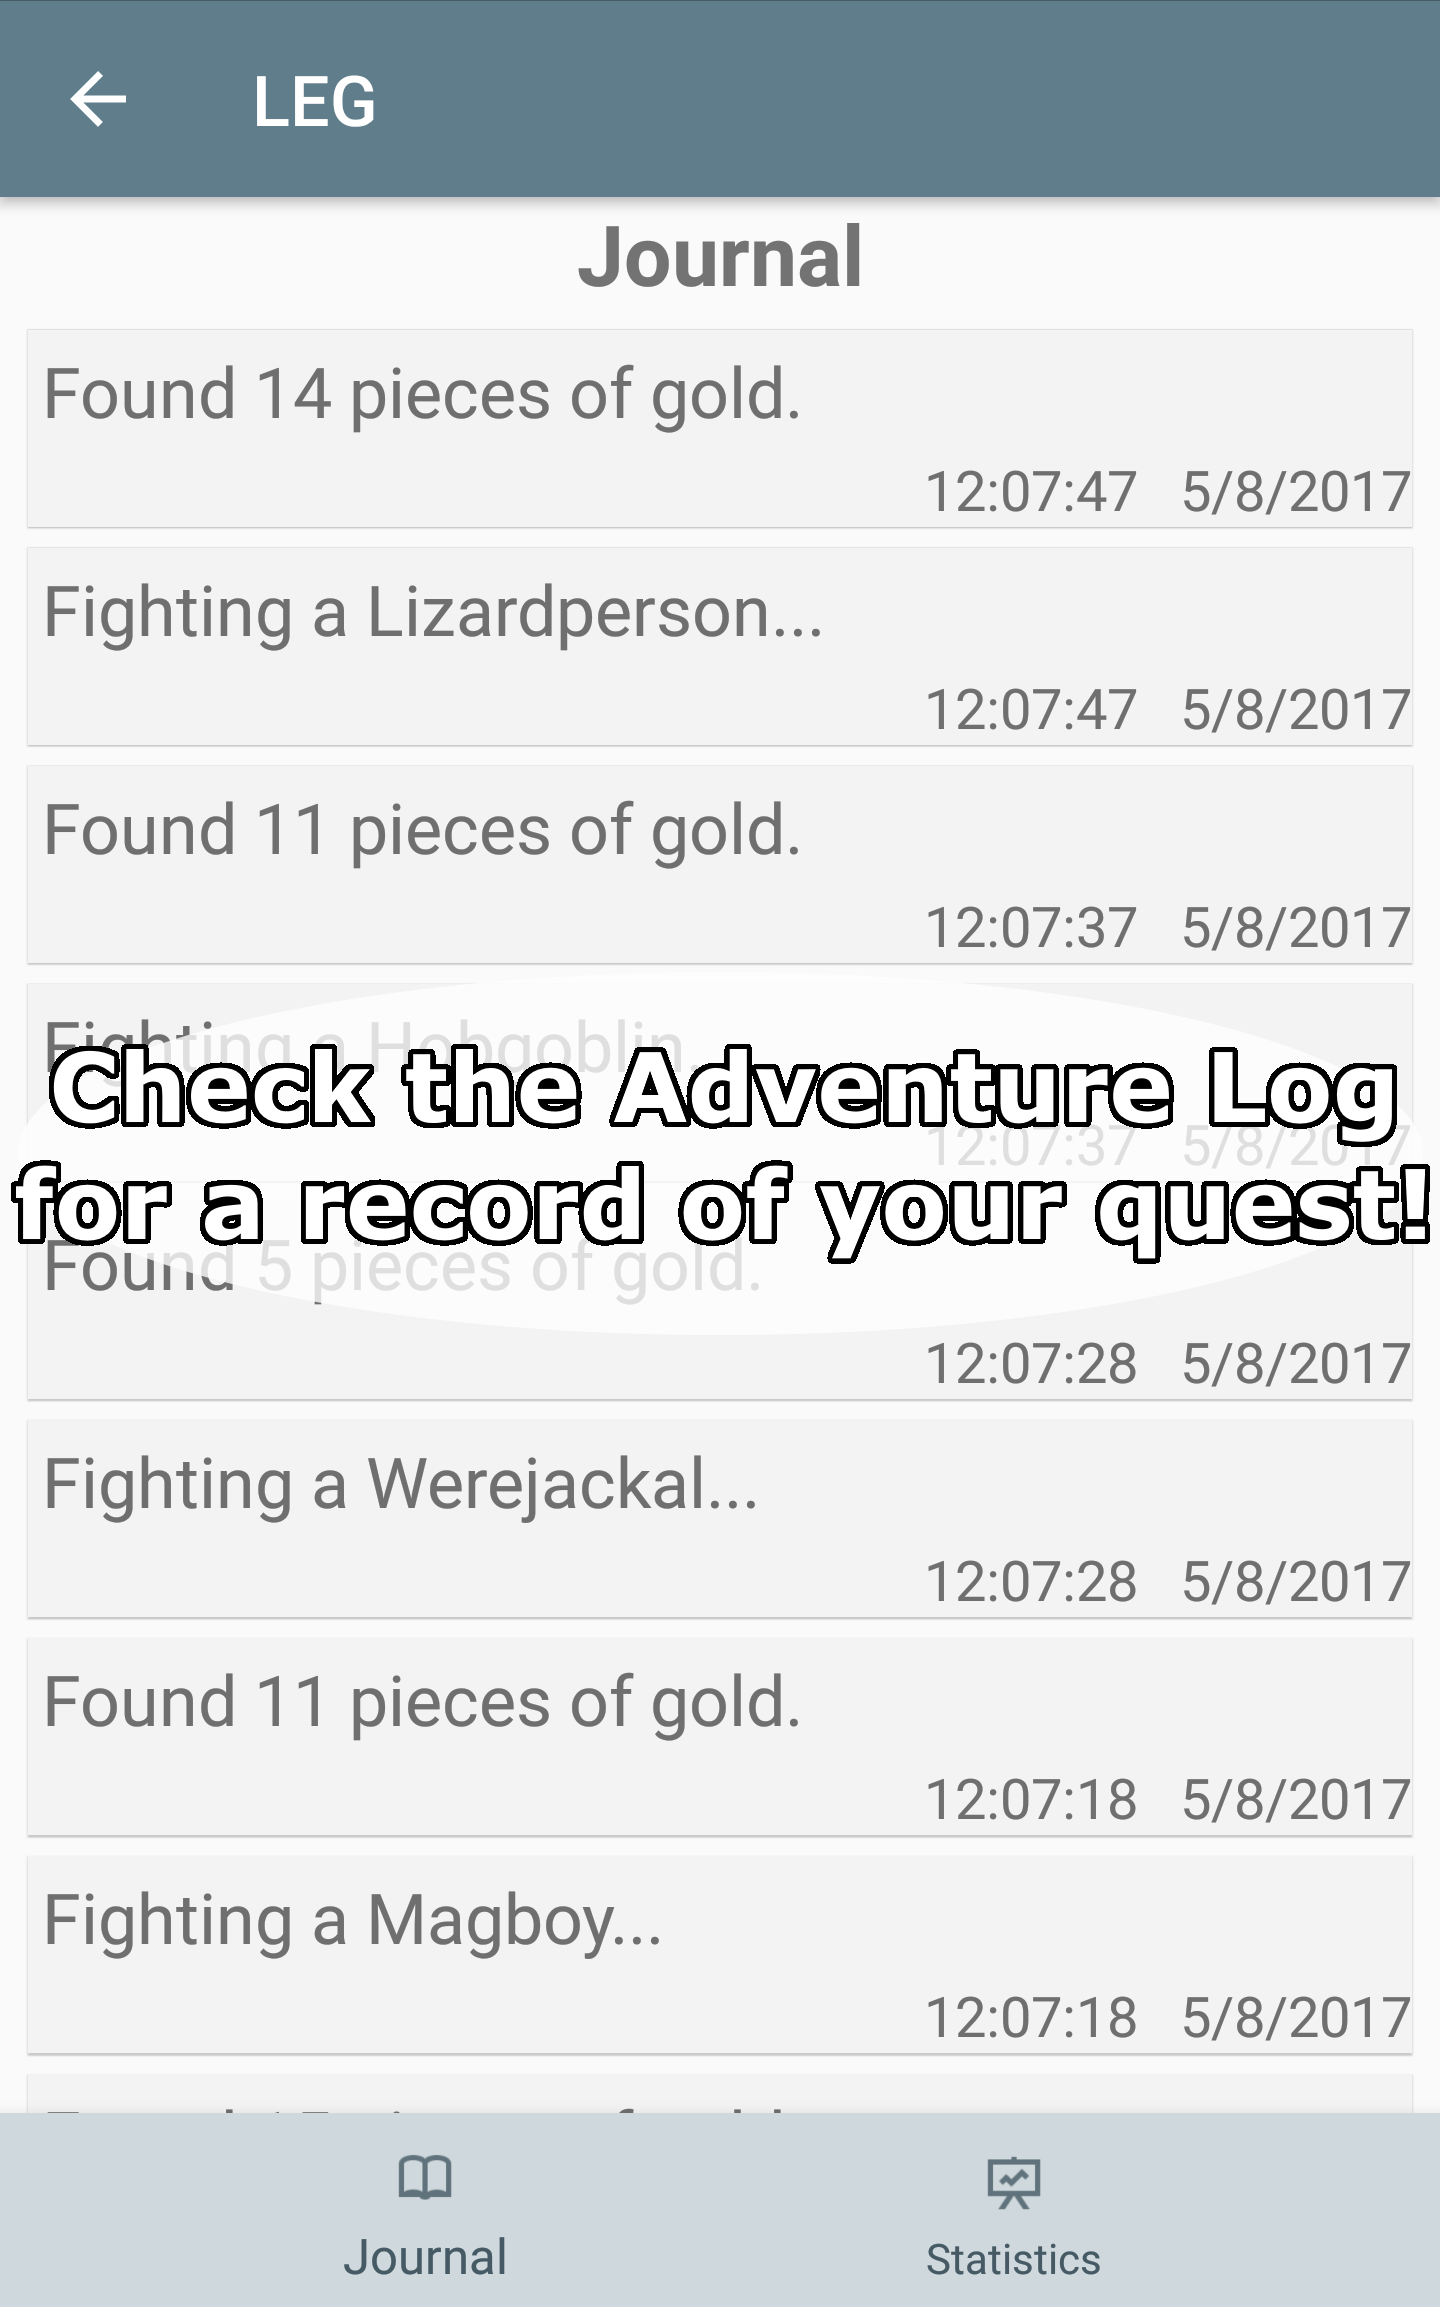 LEG
Journal
Found 14 pieces of gold.
12:07:47 5/8/2017
Fighting a Lizardperson...
12:07:47 5/8/2017
Found 11 pieces of gold.
12:07:37 5/8/2017
Fighting a Hobgoblin...
Check the Adventure Log
12:07:37 5/8/2017
for a record of your quest!
Found 5 pieces of gold.
12:07:28 5/8/2017
Fighting a Werejackal...
12:07:28 5/8/2017
Found 11 pieces of gold.
12:07:18 5/8/2017
Fighting a Magboy...
12:07:18 5/8/2017
Journal
Statistics